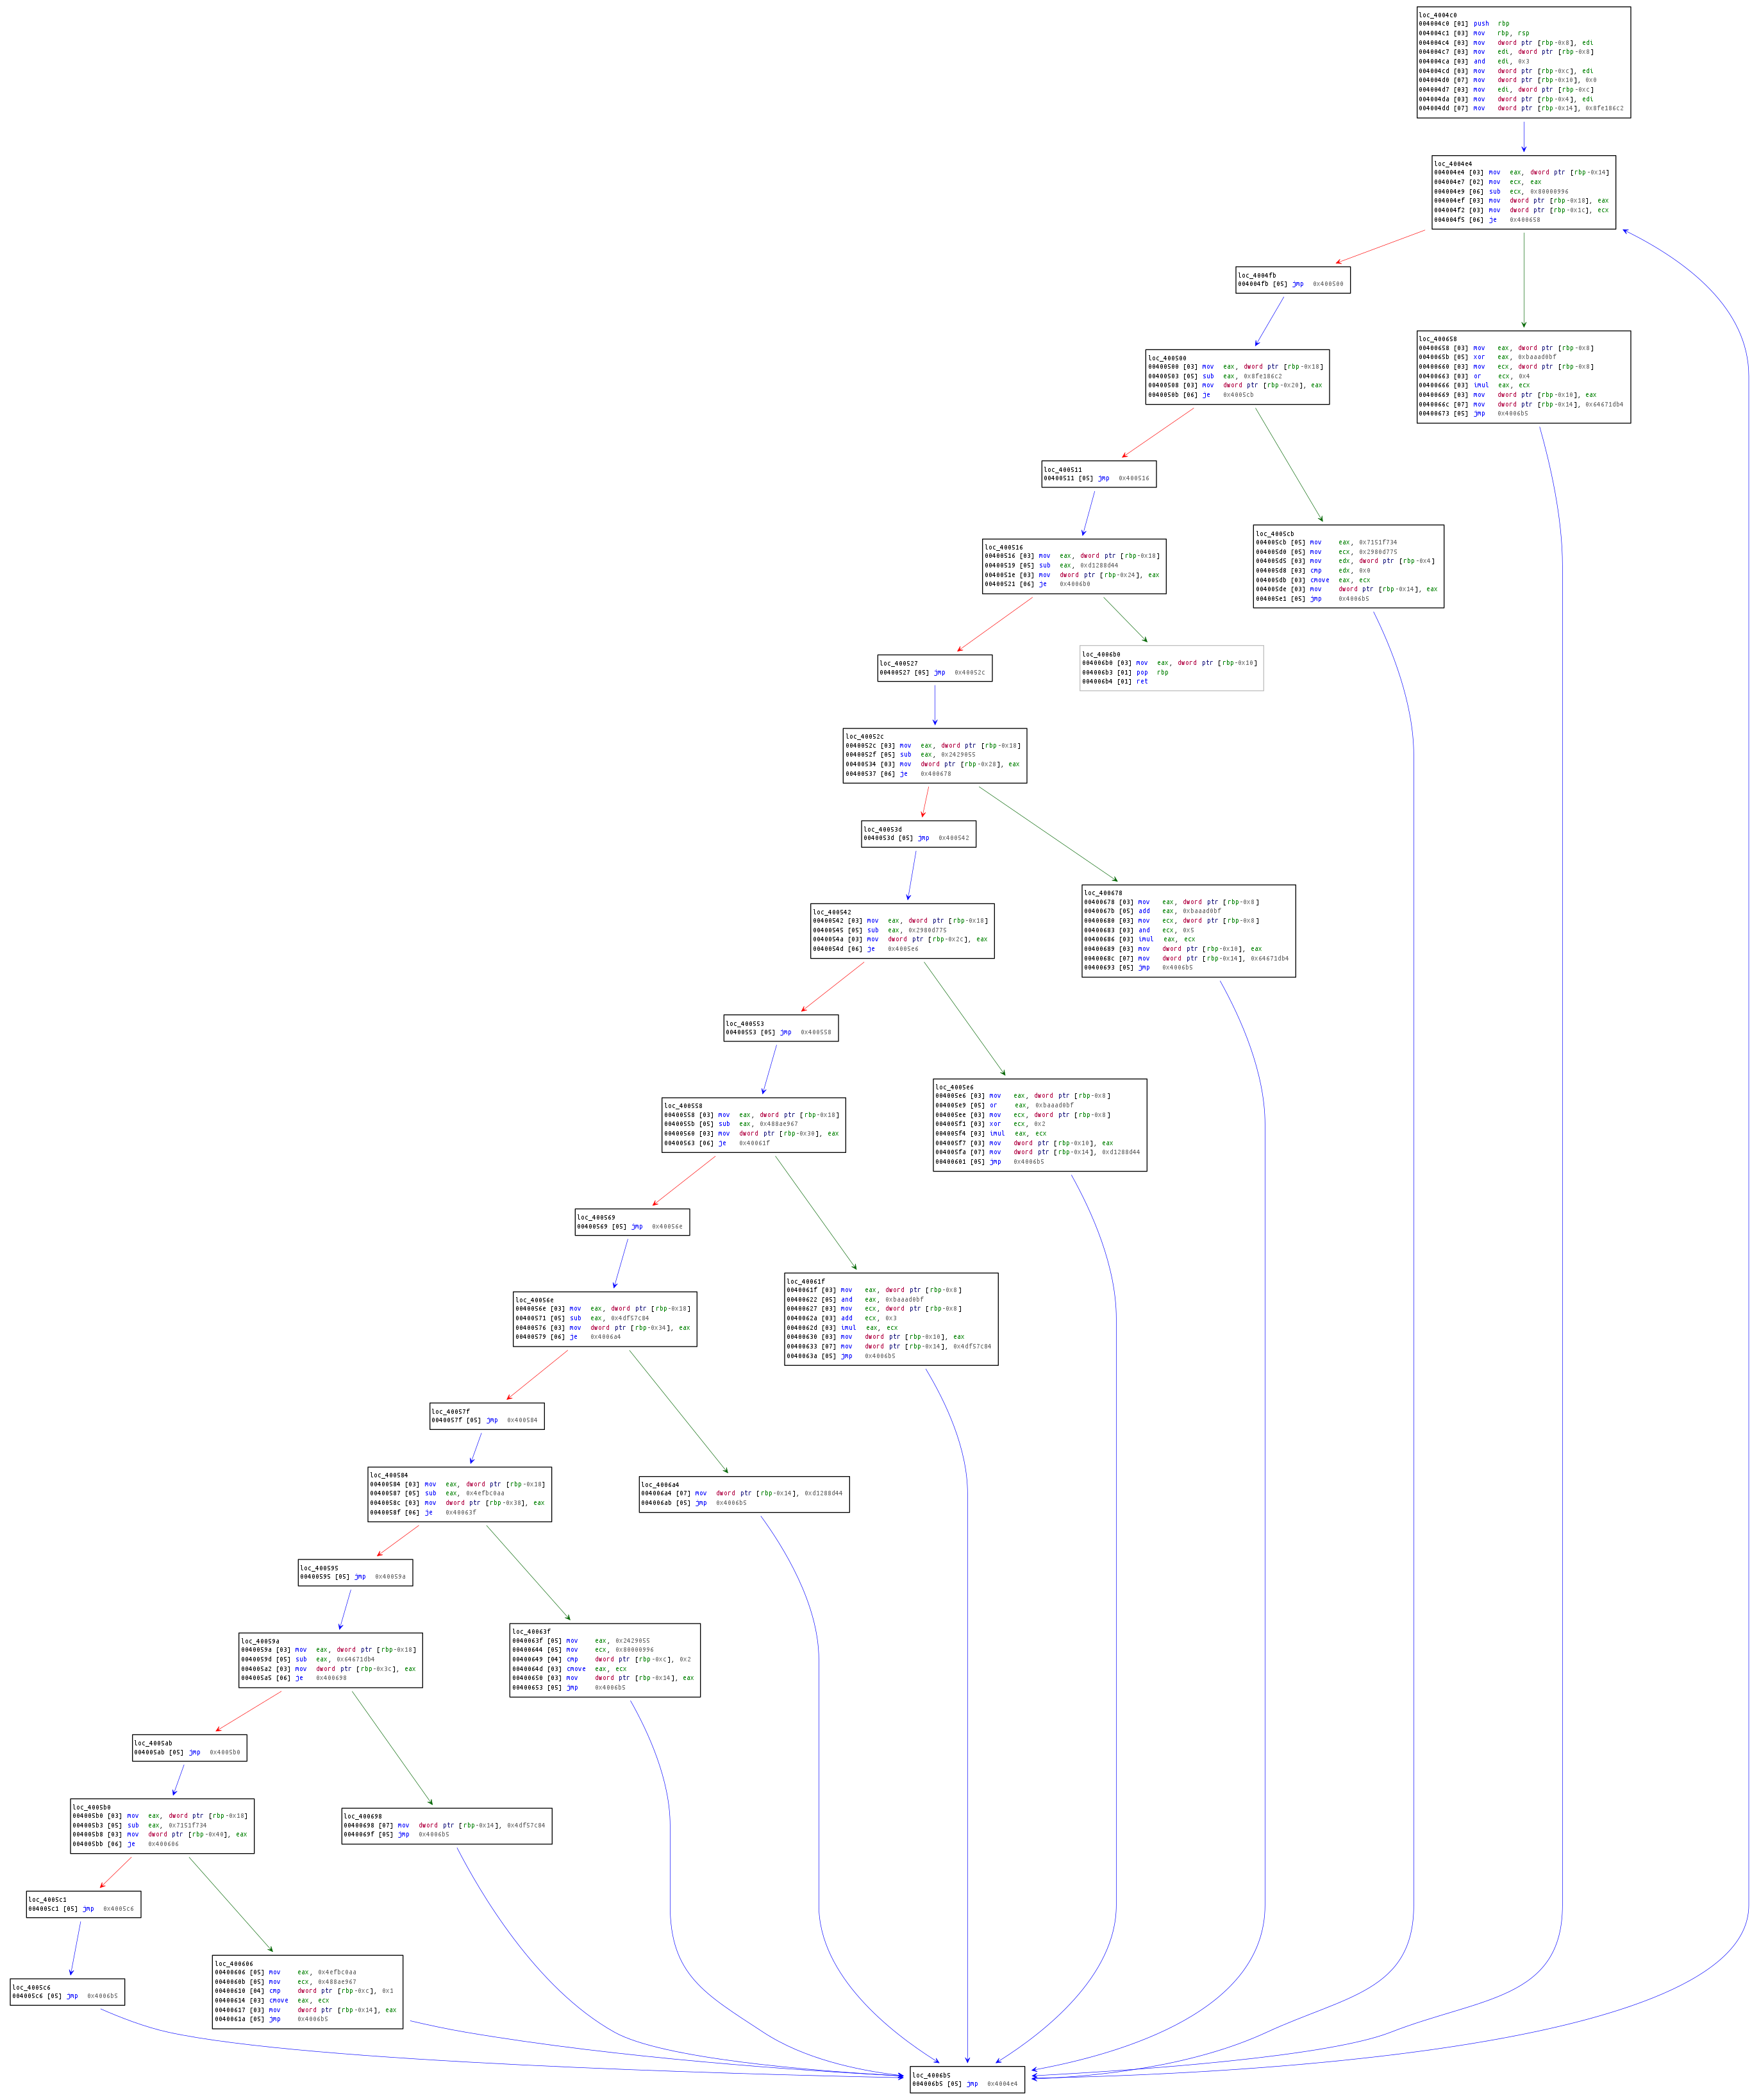 loc_4004c0
004004c0 [01] push rbp
004004c1 [03] mov rbp, rsp
004004c4 [03] mov dword ptr [rbp-0x8], edi
004004c7 [03] mov edi, dword ptr [rbp-0x8]
004004ca [03] and edi, 0x3
004004cd [03] mov dword ptr [rbp-0xc], edi
004004d0 [07] mov dword ptr [rbp-0x10], 0x0
004004d7 [03] mov edi, dword ptr [rbp-0xc]
004004da [03] mov dword ptr [rbp-0x4], edi
004004dd [07] mov dword ptr [rbp-0x14], 0x8fe186c2
loc_4004e4
004004e4 [03] mov eax, dword ptr [rbp-0x14]
004004e7 [02] mov ecx, eax
004004e9 [06] sub ecx, 0x80000996
004004ef [03] mov dword ptr [rbp-0x18], eax
004004f2 [03] mov dword ptr [rbp-0x1c], ecx
004004f5 [06] je 0x400658
loc_4004fb
004004fb [05] jmp 0x400500
loc_400658
00400658 [03] mov eax, dword ptr [rbp-0x8]
0040065b [05] xor eax, 0xbaaad0bf
00400660 [03] mov ecx, dword ptr [rbp-0x8]
00400663 [03] or ecx, 0x4
00400666 [03] imul eax, ecx
00400669 [03] mov dword ptr [rbp-0x10], eax
0040066c [07] mov dword ptr [rbp-0x14], 0x64671db4
00400673 [05] jmp 0x4006b5
loc_400500
00400500 [03] mov eax, dword ptr [rbp-0x18]
00400503 [05] sub eax, 0x8fe186c2
00400508 [03] mov dword ptr [rbp-0x20], eax
0040050b [06] je 0x4005cb
loc_400511
00400511 [05] jmp 0x400516
loc_4005cb
004005cb [05] mov eax, 0x7151f734
004005d0 [05] mov ecx, 0x2980d775
004005d5 [03] mov edx, dword ptr [rbp-0x4]
004005d8 [03] cmp edx, 0x0
004005db [03] cmove eax, ecx
004005de [03] mov dword ptr [rbp-0x14], eax
004005e1 [05] jmp 0x4006b5
loc_400516
00400516 [03] mov eax, dword ptr [rbp-0x18]
00400519 [05] sub eax, 0xd1288d44
0040051e [03] mov dword ptr [rbp-0x24], eax
00400521 [06] je 0x4006b0
loc_400527
00400527 [05] jmp 0x40052c
loc_4006b0
004006b0 [03] mov eax, dword ptr [rbp-0x10]
004006b3 [01] pop rbp
004006b4 [01] ret
loc_40052c
0040052c [03] mov eax, dword ptr [rbp-0x18]
0040052f [05] sub eax, 0x2429055
00400534 [03] mov dword ptr [rbp-0x28], eax
00400537 [06] je 0x400678
loc_40053d
0040053d [05] jmp 0x400542
loc_400678
00400678 [03] mov eax, dword ptr [rbp-0x8]
0040067b [05] add eax, 0xbaaad0bf
00400680 [03] mov ecx, dword ptr [rbp-0x8]
00400683 [03] and ecx, 0x5
00400686 [03] imul eax, ecx
00400689 [03] mov dword ptr [rbp-0x10], eax
0040068c [07] mov dword ptr [rbp-0x14], 0x64671db4
00400693 [05] jmp 0x4006b5
loc_400542
00400542 [03] mov eax, dword ptr [rbp-0x18]
00400545 [05] sub eax, 0x2980d775
0040054a [03] mov dword ptr [rbp-0x2c], eax
0040054d [06] je 0x4005e6
loc_400553
00400553 [05] jmp 0x400558
loc_4005e6
004005e6 [03] mov eax, dword ptr [rbp-0x8]
004005e9 [05] or eax, 0xbaaad0bf
004005ee [03] mov ecx, dword ptr [rbp-0x8]
004005f1 [03] xor ecx, 0x2
004005f4 [03] imul eax, ecx
004005f7 [03] mov dword ptr [rbp-0x10], eax
004005fa [07] mov dword ptr [rbp-0x14], 0xd1288d44
00400601 [05] jmp 0x4006b5
loc_400558
00400558 [03] mov eax, dword ptr [rbp-0x18]
0040055b [05] sub eax, 0x488ae967
00400560 [03] mov dword ptr [rbp-0x30], eax
00400563 [06] je 0x40061f
loc_400569
00400569 [05] jmp 0x40056e
loc_40061f
0040061f [03] mov eax, dword ptr [rbp-0x8]
00400622 [05] and eax, 0xbaaad0bf
00400627 [03] mov ecx, dword ptr [rbp-0x8]
0040062a [03] add ecx, 0x3
0040062d [03] imul eax, ecx
00400630 [03] mov dword ptr [rbp-0x10], eax
00400633 [07] mov dword ptr [rbp-0x14], 0x4df57c04
0040063a [05] jmp 0x4006b5
loc_40056e
0040056e [03] mov eax, dword ptr [rbp-0x18]
00400571 [05] sub eax, 0x4df57c04
00400576 [03] mov dword ptr [rbp-0x34], eax
00400579 [06] je 0x4006a4
loc_40057f
0040057f [05] jmp 0x400584
loc_4006a4
004006a4 [07] mov dword ptr [rbp-0x14], 0xd1288d44
004006ab [05] jmp 0x4006b5
loc_400584
00400584 [03] mov eax, dword ptr [rbp-0x18]
00400587 [05] sub eax, 0x4efbc0aa
0040058c [03] mov dword ptr [rbp-0x38], eax
0040058f [06] je 0x40063f
loc_400595
00400595 [05] jmp 0x40059a
loc_40063f
0040063f [05] mov eax, 0x2429055
00400644 [05] mov ecx, 0x80000996
00400649 [04] cmp dword ptr [rbp-0xc], 0x2
0040064d [03] cmove eax, ecx
00400650 [03] mov dword ptr [rbp-0x14], eax
00400653 [05] jmp 0x4006b5
loc_40059a
0040059a [03] mov eax, dword ptr [rbp-0x18]
0040059d [05] sub eax, 0x64671db4
004005a2 [03] mov dword ptr [rbp-0x3c], eax
004005a5 [06] je 0x400698
loc_4005ab
004005ab [05] jmp 0x4005b0
loc_400698
00400698 [07] mov dword ptr [rbp-0x14], 0x4df57c04
0040069f [05] jmp 0x4006b5
loc_4005b0
004005b0 [03] mov eax, dword ptr [rbp-0x18]
004005b3 [05] sub eax, 0x7151f734
004005b8 [03] mov dword ptr [rbp-0x40], eax
004005bb [06] je 0x400606
loc_4005c1
004005c1 [05] jmp 0x4005c6
loc_400606
00400606 [05] mov eax, 0x4efbc0aa
0040060b [05] mov ecx, 0x488ae967
00400610 [04] cmp dword ptr [rbp-0xc], 0x1
00400614 [03] cmove eax, ecx
00400617 [03] mov dword ptr [rbp-0x14], eax
0040061a [05] jmp 0x4006b5
loc_4005c6
004005c6 [05] jmp 0x4006b5
loc_4006b5
004006b5 [05] jmp 0x4004e4